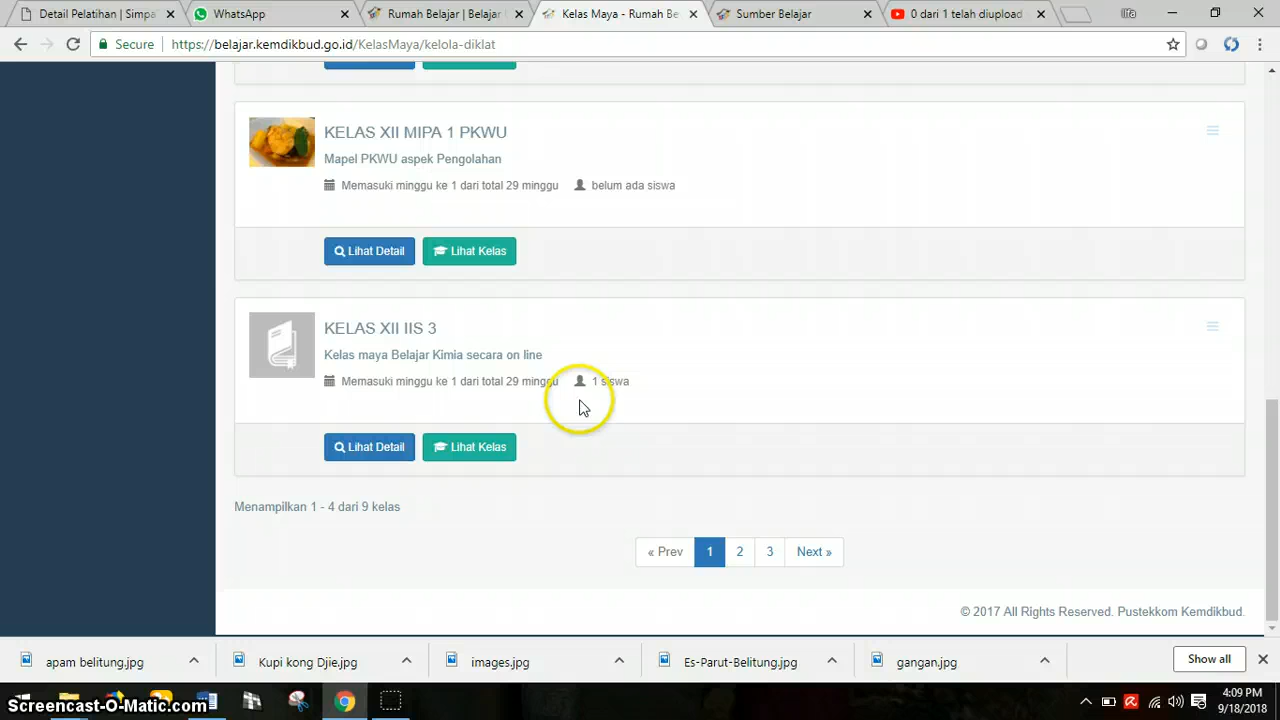 Detail Pelatihan | Simpa
WhatsApp
Rumah Belajar | Belajar
Kelas Maya - Rumah Be
Sumber Belajar
0 dari 1 telah diupload
Secure
https://belajar.kemdikbud.go.id/KelasMaya/kelola-diklat
KELAS XII MIPA 1 PKWU
Mapel PKWU aspek Pengolahan
Memasuki minggu ke 1 dari total 29 minggu belum ada siswa
Lihat Detail Lihat Kelas
KELAS XII IIS 3
Kelas maya Belajar Kimia secara on line
Memasuki minggu ke 1 dari total 29 minggu 1 siswa
Lihat Detail Lihat Kelas
Menampilkan 1 - 4 dari 9 kelas
« Prev 1 2 3 Next »
© 2017 All Rights Reserved. Pustekkom Kemdikbud.
apam belitung.jpg
Kupi kong Djie.jpg
images.jpg
Es-Parut-Belitung.jpg
gangan.jpg
Show all
4:09 PM
9/18/2018
Screencast-O-Matic.com